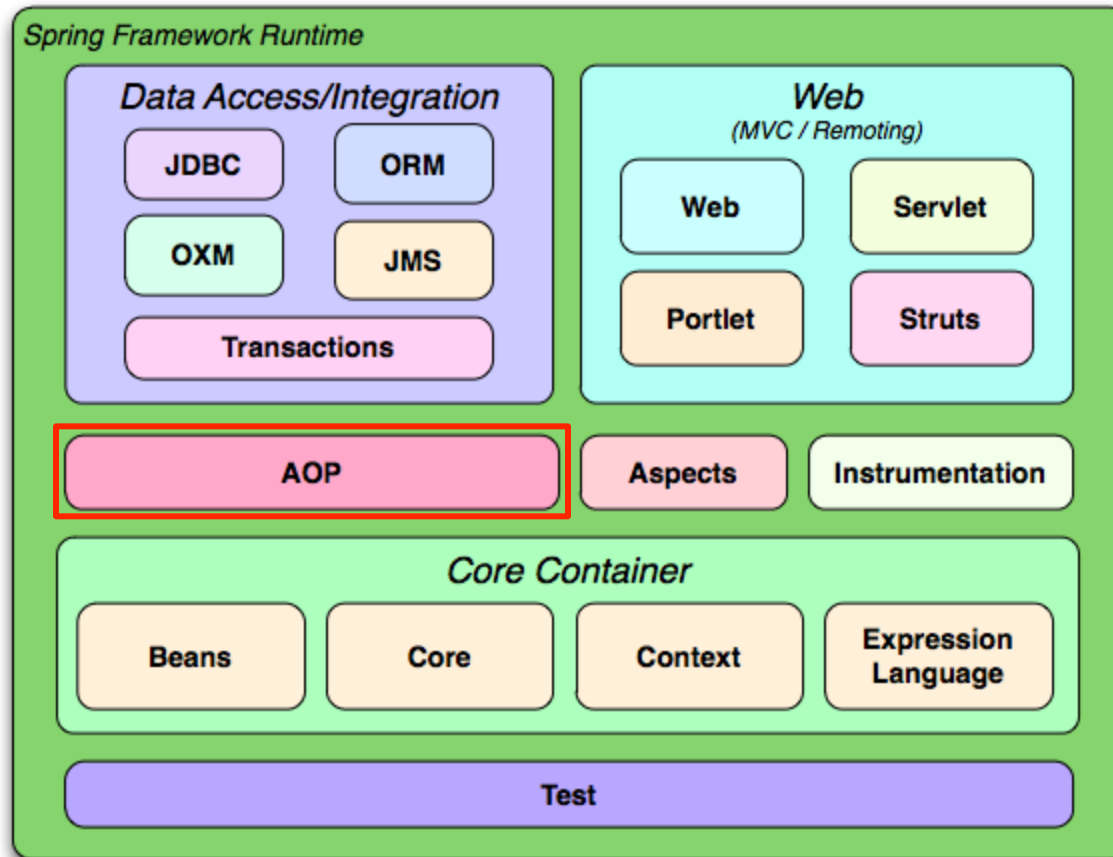 Spring Framework Runtime
Data Access/Integration
JDBC
ORM
OXM
JMS
Transactions
Web
(MVC / Remoting)
Web
Servlet
Portlet
Struts
AOP
Aspects
Instrumentation
Core Container
Beans
Core
Context
Expression
Language
Test